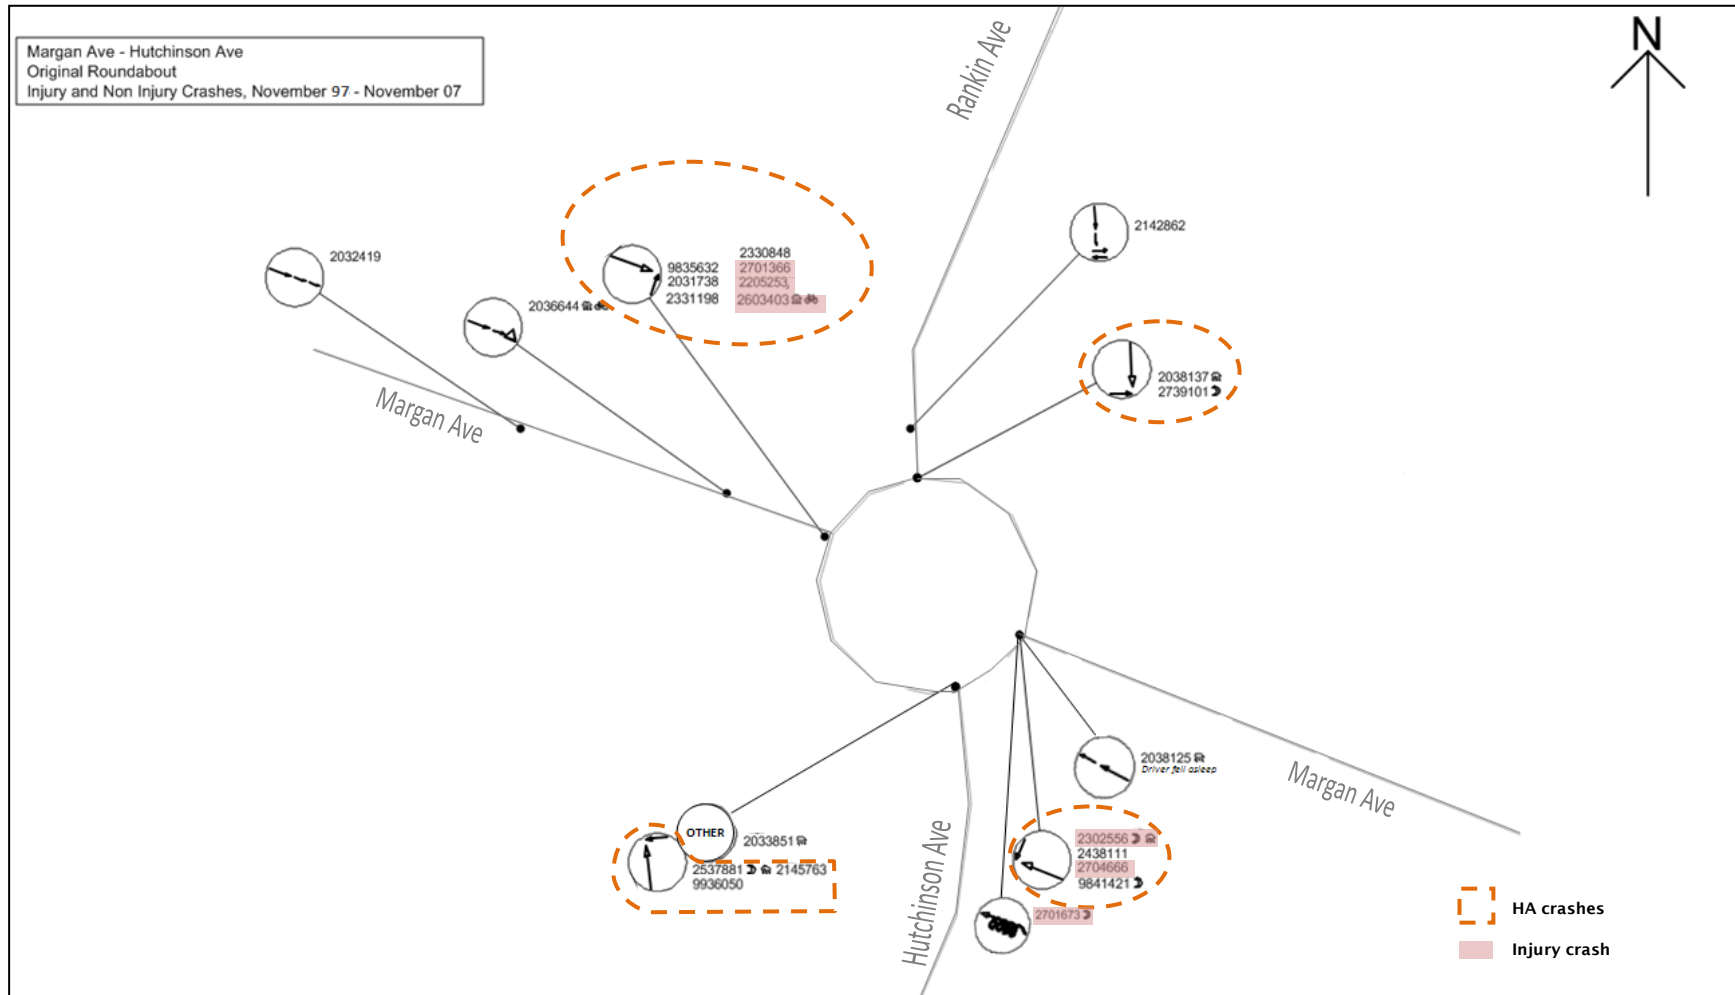 Margan Ave - Hutchinson Ave
Original Roundabout
Injury and Non Injury Crashes, November 97 - November 07
N
Rankin Ave
2142862
2032419
2036644
9835632
2031738
2331198
2330848
2701366
2205253
2603403
2038137
2739101
Margan Ave
2038125
Driver fell asleep
Margan Ave
OTHER
2033851
2537881 2145763
9936050
Hutchinson Ave
2302556
2438111
2704666
9841421
2701673
HA crashes
Injury crash